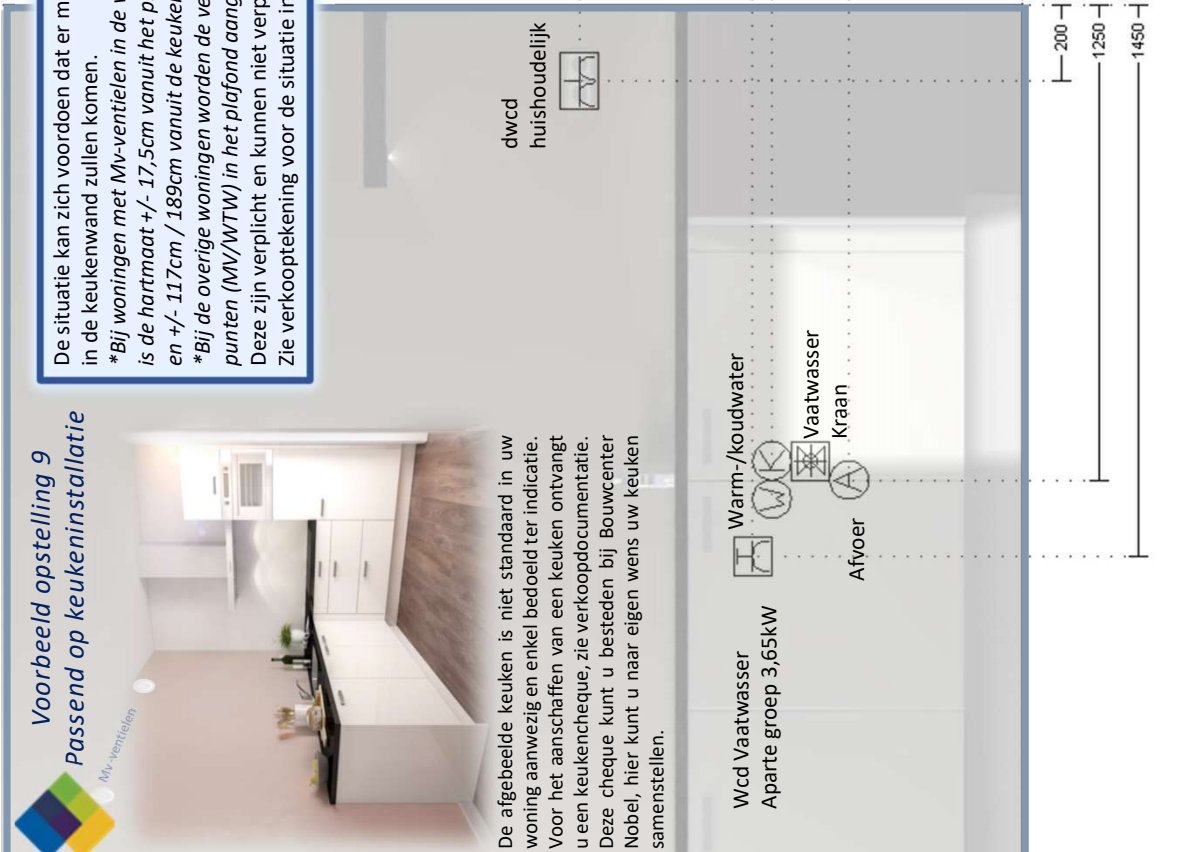 Voorbeeld opstelling 9
Passend op keukeninstallatie
Mv-ventielen
De situatie kan zich voordoen dat er m
in de keukenwand zullen komen.
*Bij woningen met Mv-ventielen in de
is de hartmaat +/- 17,5cm vanuit het p
en +/- 117cm / 189cm vanuit de keuken
*Bij de overige woningen worden de ve
punten (MV/WTW) in het plafond aang
Deze zijn verplicht en kunnen niet verp
Zie verkooptekening voor de situatie in
De afgebeelde keuken is niet standaard in uw
woning aanwezig en enkel bedoeld ter indicatie.
Voor het aanschaffen van een keuken ontvangt
u een keukencheque, zie verkoopdocumentatie.
Deze cheque kunt u besteden bij Bouwcenter
Nobel, hier kunt u naar eigen wens uw keuken
samenstellen.
dwcd
huishoudelijk
Wcd Vaatwasser
Aparte groep 3,65kW
Warm-/koudwater
W K
Vaatwasser
Kraan
A
Afvoer
200
1250
1450